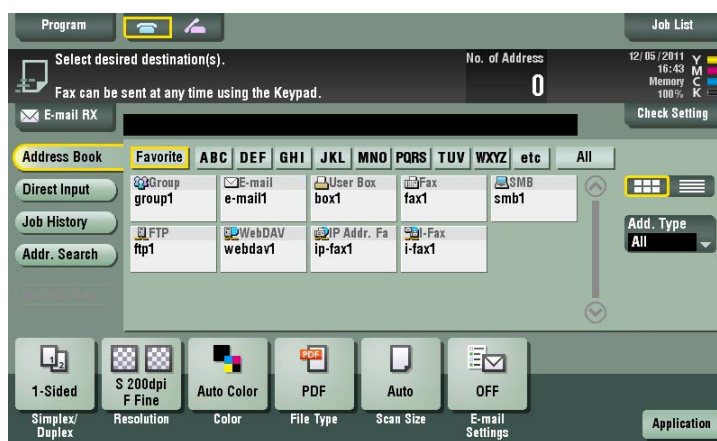 Program
Job List
Select desired destination(s).
No. of Address
12/05/2011
16:43
Memory
100%
Y
M
C
K
Fax can be sent at any time using the Keypad.
0
E-mail RX
Check Setting
Address Book
Favorite
ABC
DEF
GHI
JKL
MNO
PQRS
TUV
WXYZ
etc
All
Direct Input
Job History
Addr. Search
Group
group1
E-mail
e-mail1
User Box
box1
Fax
fax1
SMB
smb1
FTP
ftp1
WebDAV
webdav1
IP Addr. Fa
ip-fax1
I-Fax
i-fax1
Add. Type
All
1 2
1-Sided
S 200dpi
F Fine
Auto Color
PDF
PDF
Auto
OFF
Simplex/
Duplex
Resolution
Color
File Type
Scan Size
E-mail
Settings
Application